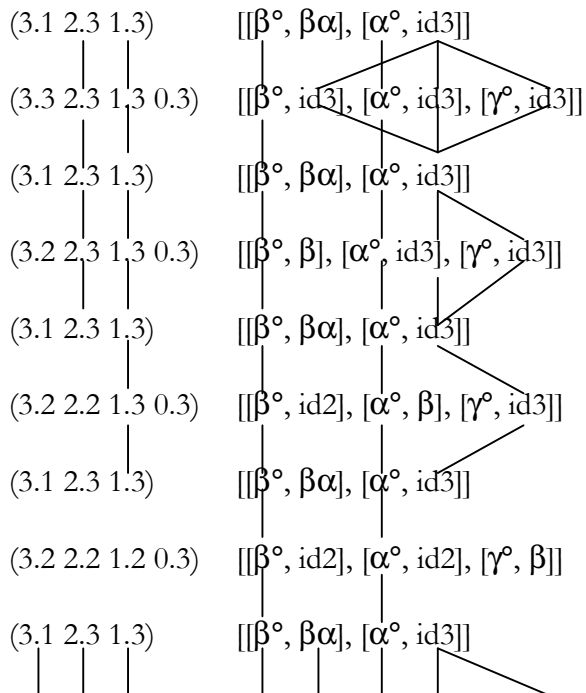 (3.1 2.3 1.3) [[β°, βα], [α°, id3]]
(3.3 2.3 1.3 0.3) [[β°, id3], [α°, id3], [γ°, id3]]
(3.1 2.3 1.3) [[β°, βα], [α°, id3]]
(3.2 2.3 1.3 0.3) [[β°, β], [α°, id3], [γ°, id3]]
(3.1 2.3 1.3) [[β°, βα], [α°, id3]]
(3.2 2.2 1.3 0.3) [[β°, id2], [α°, β], [γ°, id3]]
(3.1 2.3 1.3) [[β°, βα], [α°, id3]]
(3.2 2.2 1.2 0.3) [[β°, id2], [α°, id2], [γ°, β]]
(3.1 2.3 1.3) [[β°, βα], [α°, id3]]